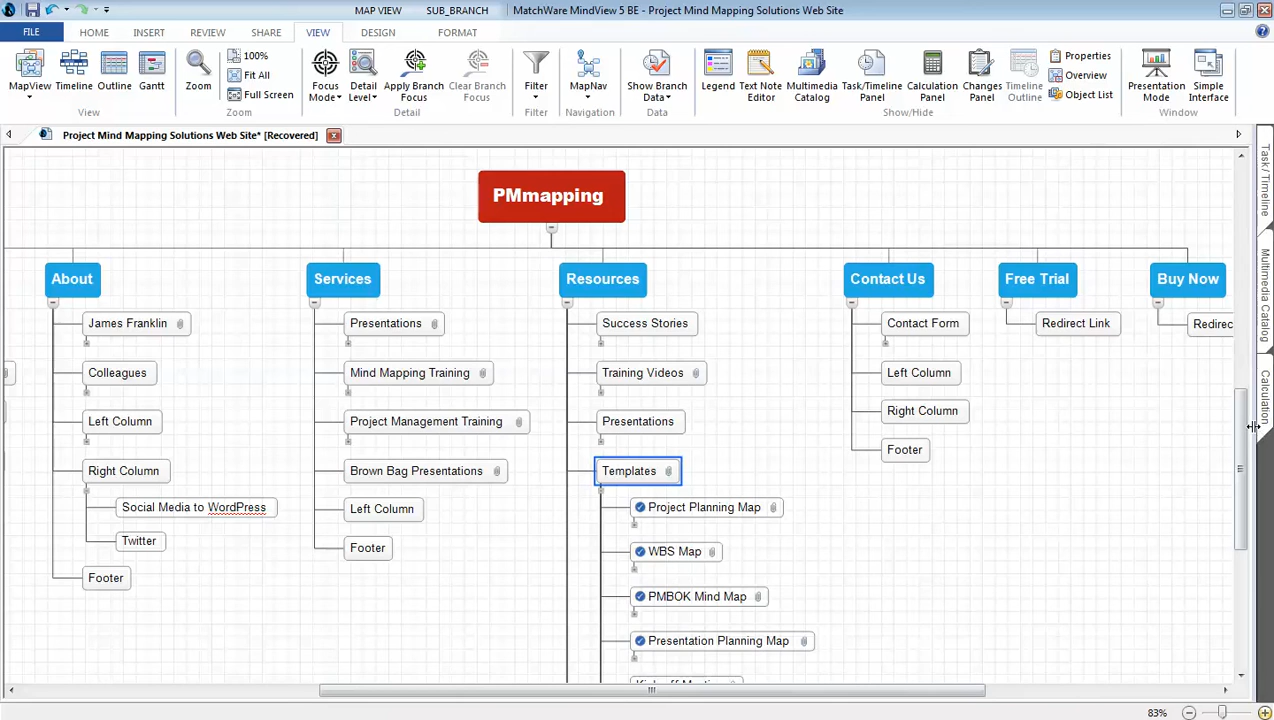 MAP VIEW SUB_BRANCH MatchWare MindView 5 BE - Project Mind Mapping Solutions Web Site
FILE HOME INSERT REVIEW SHARE VIEW DESIGN FORMAT
MapView Timeline Outline Gantt
View
Zoom 100%
Fit All
Full Screen
Zoom
Focus Mode Detail Level Apply Branch Focus Clear Branch Focus
Detail
Filter
Filter
MapNav
Navigation
Show Branch Data
Data
Legend Text Note Editor Multimedia Catalog Task/Timeline Panel Calculation Panel Changes Panel Timeline Outline
Properties
Overview
Object List
Show/Hide
Presentation Mode Simple Interface
Window
Project Mind Mapping Solutions Web Site* [Recovered]
PMmapping
About
James Franklin
Colleagues
Left Column
Right Column
Social Media to WordPress
Twitter
Footer
Services
Presentations
Mind Mapping Training
Project Management Training
Brown Bag Presentations
Left Column
Footer
Resources
Success Stories
Training Videos
Presentations
Templates
Project Planning Map
WBS Map
PMBOK Mind Map
Presentation Planning Map
Contact Us
Contact Form
Left Column
Right Column
Footer
Free Trial
Redirect Link
Buy Now
Redirec
Task / Timeline
Multimedia Catalog
Calculation
83%